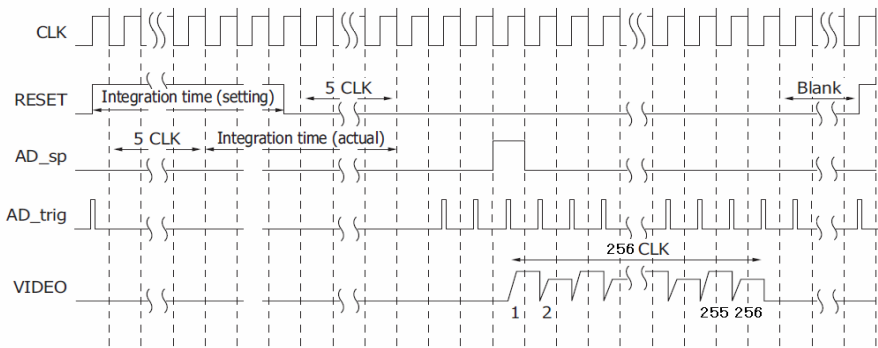 CLK
RESET
Integration time (setting)
5 CLK
Blank
AD_sp
5 CLK
Integration time (actual)
AD_trig
256 CLK
VIDEO
1 2 255 256